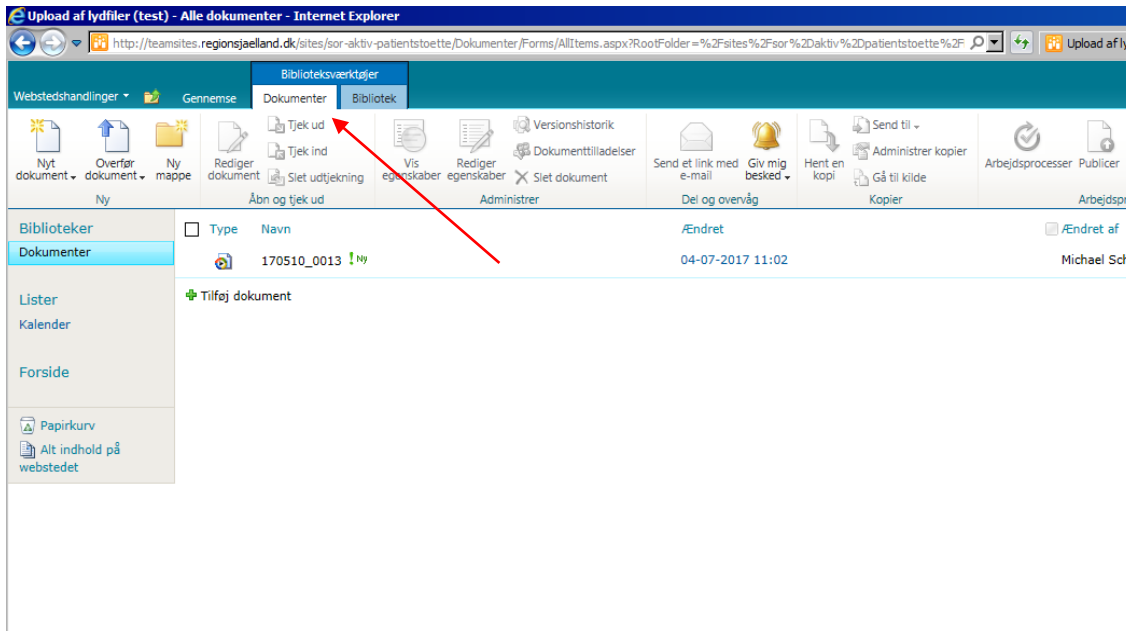 Upload af lydfiler (test) - Alle dokumenter - Internet Explorer
http://teamsites.regionsjaelland.dk/sites/sor-aktiv-patientstoette/Dokumenter/Forms/AllItems.aspx?RootFolder=%2Fsites%2Fsor%2Daktiv%2Dpatientstoette%2F
Upload af ly
Biblioteksværktøjer
Webstedshandlinger
Gennemse
Dokumenter
Bibliotek
Nyt dokument
Overfør dokument
Ny mappe
Ny
Rediger dokument
Tjek ud
Tjek ind
Slet udtjekning
Åbn og tjek ud
Vis egenskaber
Rediger egenskaber
Versionshistorik
Dokumenttilladelser
Slet dokument
Administrer
Send et link med e-mail
Giv mig besked
Del og overvåg
Hent en kopi
Send til
Administrer kopier
Gå til kilde
Kopier
Arbejdsprocesser
Publicer
Arbejdspr
Biblioteker
Dokumenter
Lister
Kalender
Forside
Papirkurv
Alt indhold på
webstedet
Type Navn Ændret Ændret af
170510_0013 ! Ny 04-07-2017 11:02 Michael Sch
Tilføj dokument